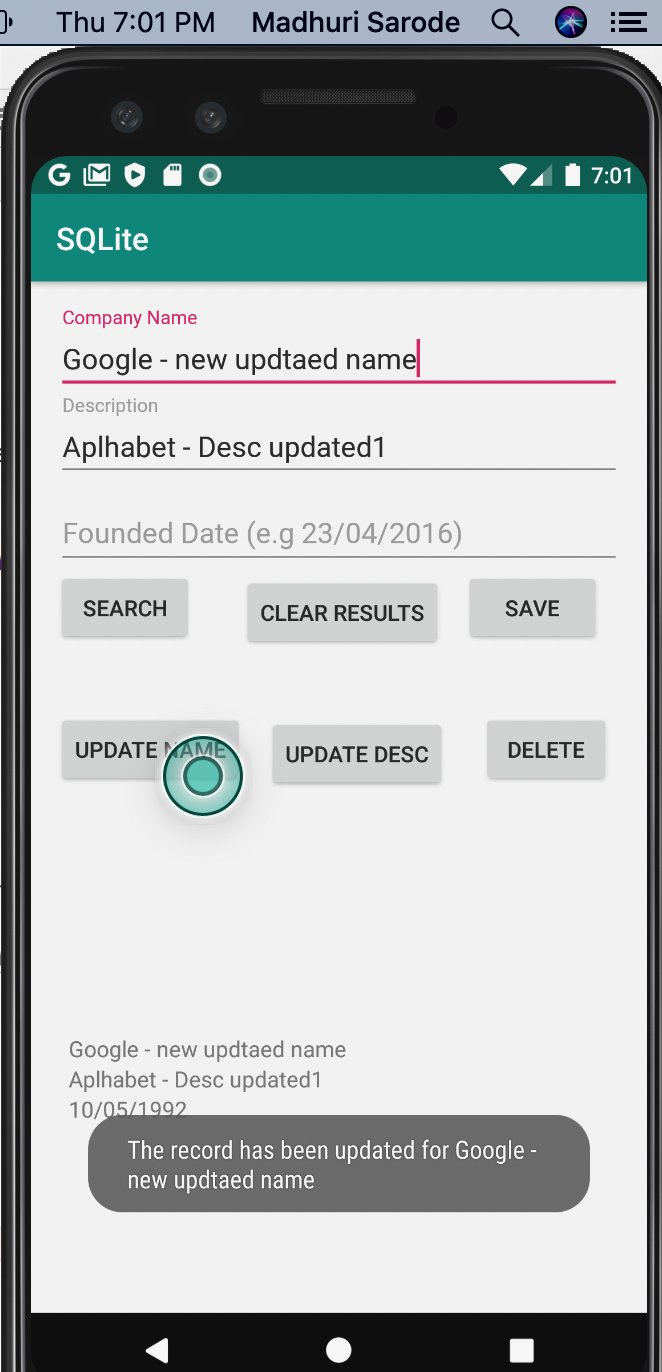 Thu 7:01 PM Madhuri Sarode
G 7:01
SQLite
Company Name
Google - new updtaed name
Description
Aplhabet - Desc updated1
Founded Date (e.g 23/04/2016)
SEARCH CLEAR RESULTS SAVE
UPDATE NAME UPDATE DESC DELETE
Google - new updtaed name
Aplhabet - Desc updated1
10/05/1992
The record has been updated for Google -
new updtaed name